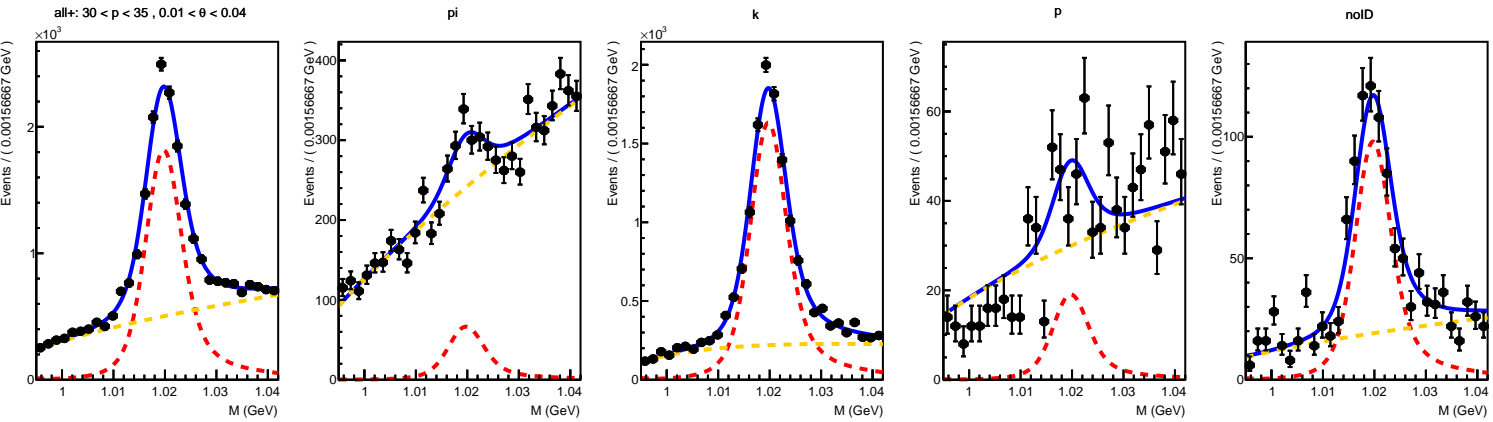 all+: 30 < p < 35 , 0.01 < θ < 0.04
×10³
Events / ( 0.00156667 GeV )
2
1
0
1 1.01 1.02 1.03 1.04
M (GeV)
pi
Events / ( 0.00156667 GeV )
400
300
200
100
0
1 1.01 1.02 1.03 1.04
M (GeV)
k
×10³
Events / ( 0.00156667 GeV )
2
1.5
1
0.5
0
1 1.01 1.02 1.03 1.04
M (GeV)
p
Events / ( 0.00156667 GeV )
60
40
20
0
1 1.01 1.02 1.03 1.04
M (GeV)
noID
Events / ( 0.00156667 GeV )
100
50
0
1 1.01 1.02 1.03 1.04
M (GeV)